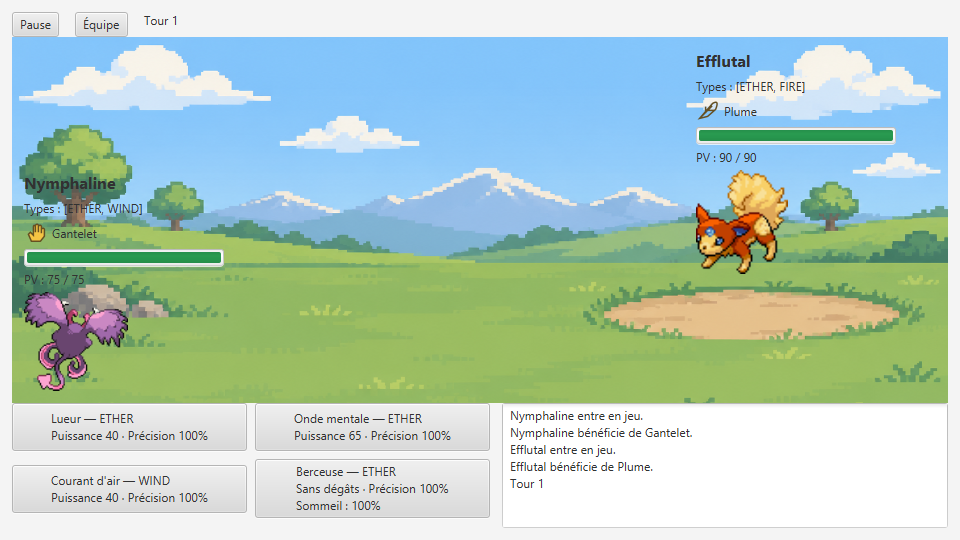 Pause
Équipe
Tour 1
Efflutal
Types : [ETHER, FIRE]
Plume
PV : 90 / 90
Nymphaline
Types : [ETHER, WIND]
Gantelet
PV : 75 / 75
Lueur — ETHER
Puissance 40 · Précision 100%
Onde mentale — ETHER
Puissance 65 · Précision 100%
Courant d'air — WIND
Puissance 40 · Précision 100%
Berceuse — ETHER
Sans dégâts · Précision 100%
Sommeil : 100%
Nymphaline entre en jeu.
Nymphaline bénéficie de Gantelet.
Efflutal entre en jeu.
Efflutal bénéficie de Plume.
Tour 1